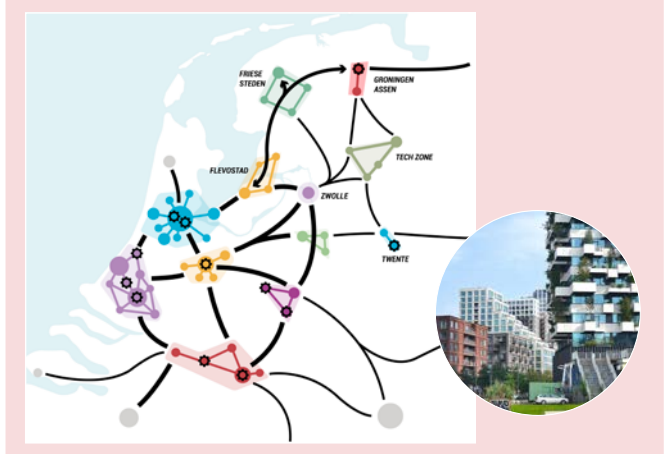 FRIESE
STEDEN
GRONINGEN
ASSEN
TECH ZONE
FLEVOSTAD
ZWOLLE
TWENTE